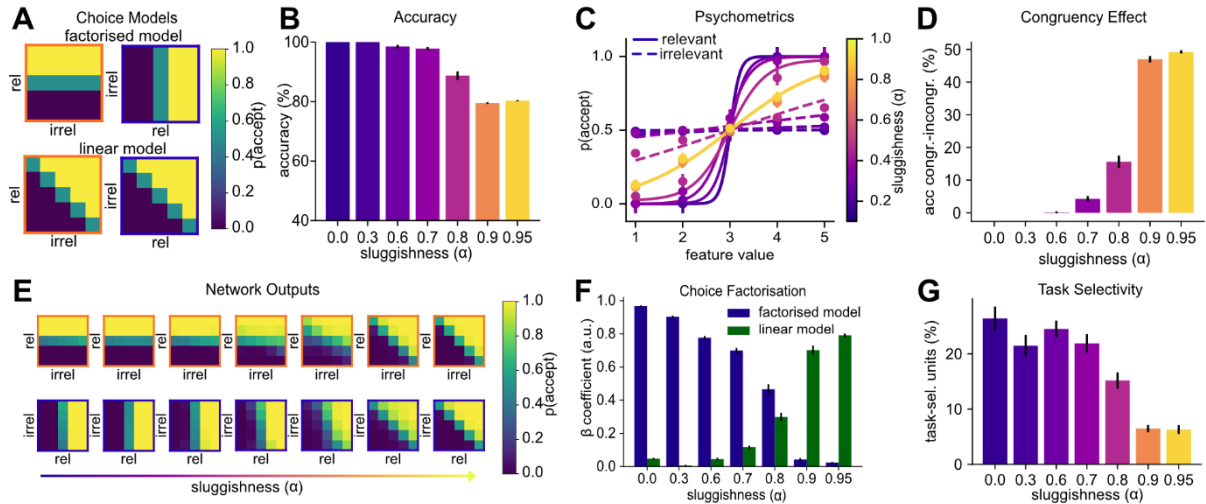 A
Choice Models
factorised model
rel
irrel
irrel
rel
linear model
rel
irrel
irrel
rel
1.0
0.8
0.6
0.4
0.2
0.0
p(accept)
B
Accuracy
accuracy (%)
100
80
60
40
0.0 0.3 0.6 0.7 0.8 0.9 0.95
sluggishness (α)
C
Psychometrics
relevant
irrelevant
p(accept)
1.0
0.5
0.0
1 2 3 4 5
feature value
1.0
0.8
0.6
0.4
0.2
sluggishness (α)
D
Congruency Effect
acc congr.-incongr. (%)
50
40
30
20
10
0
0.0 0.3 0.6 0.7 0.8 0.9 0.95
sluggishness (α)
E
Network Outputs
rel rel rel rel rel rel rel
irrel irrel irrel irrel irrel irrel irrel
irrel irrel irrel irrel irrel irrel irrel
rel rel rel rel rel rel rel
sluggishness (α)
1.0
0.8
0.6
0.4
0.2
0.0
p(accept)
F
Choice Factorisation
factorised model
linear model
β coefficient (a.u.)
1.0
0.8
0.6
0.4
0.2
0.0
0.0 0.3 0.6 0.7 0.8 0.9 0.95
sluggishness (α)
G
Task Selectivity
task-sel. units (%)
20
10
0
0.0 0.3 0.6 0.7 0.8 0.9 0.95
sluggishness (α)